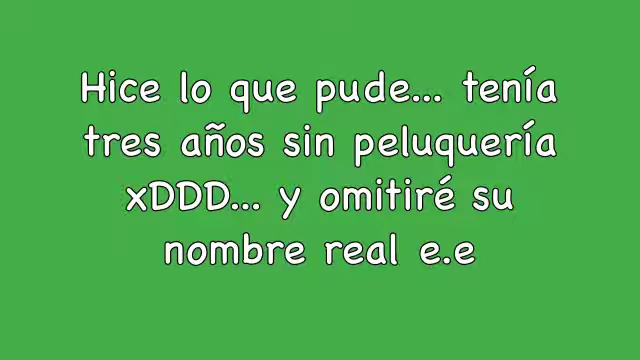 Hice lo que pude... tenía
tres años sin peluquería
xDDD... y omitiré su
nombre real e.e